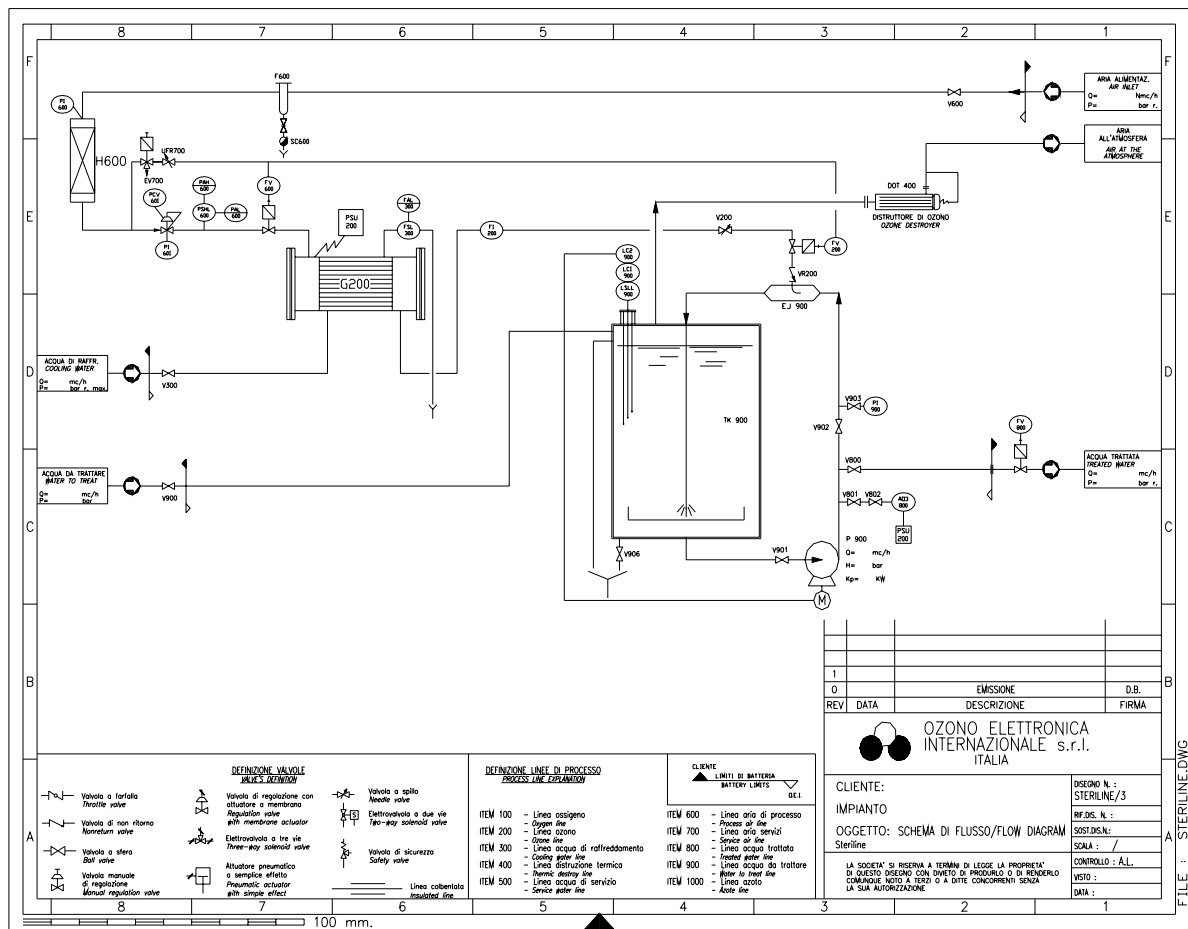 8 7 6 5 4 3 2 1
F
F600
PI 600
V600
ARIA ALIMENTAZ.
AIR INLET
Q= Nmc/h
P= bar r.
F
SC600
ARIA
ALL'ATMOSFERA
AIR AT THE
ATMOSPHERE
H600
UFR700
EV700
PCV 601
PAH 600
PSHL 600
PAL 600
FV 600
PI 601
PSU 200
FAL 300
FSL 300
FI 200
V200
FV 200
DOT 400
DISTRUTTORE DI OZONO
OZONE DESTROYER
E
E
LC2 900
LC1 900
LSLL 900
VR200
EJ 900
G200
ACQUA DI RAFFR.
COOLING WATER
Q= mc/h
P= bar r. max
V300
D
D
TK 900
V903
PI 900
V902
FV 800
ACQUA DA TRATTARE
WATER TO TREAT
Q= mc/h
P= bar
V900
V800
ACQUA TRATTATA
TREATED WATER
Q= mc/h
P= bar r.
C
C
V801 V802
AO3 800
PSU 200
V906
V901
P 900
Q= mc/h
H= bar
Kp= KW
M
B
B
1
0 EMISSIONE D.B.
REV DATA DESCRIZIONE FIRMA
OZONO ELETTRONICA
INTERNAZIONALE s.r.l.
ITALIA
CLIENTE:
IMPIANTO
OGGETTO: SCHEMA DI FLUSSO/FLOW DIAGRAM
Steriline
LA SOCIETA' SI RISERVA A TERMINI DI LEGGE LA PROPRIETA'
DI QUESTO DISEGNO CON DIVIETO DI PRODURLO O DI RENDERLO
COMUNQUE NOTO A TERZI O A DITTE CONCORRENTI SENZA
LA SUA AUTORIZZAZIONE
DISEGNO N. :
STERILINE/3
RIF.DIS. N. :
SOST.DIS.N.:
SCALA : /
CONTROLLO : A.L.
VISTO :
DATA :
A
A
DEFINIZIONE VALVOLE
VALVE'S DEFINITION
Valvola a farfalla
Throttle valve
Valvola di non ritorno
Nonreturn valve
Valvola a sfera
Ball valve
Valvola manuale
di regolazione
Manual regulation valve
Valvola di regolazione con
attuatore a membrana
Regulation valve
with membrane actuator
Elettrovalvola a tre vie
Three-way solenoid valve
Attuatore pneumatico
a semplice effetto
Pneumatic actuator
with simple effect
Valvola a spillo
Needle valve
S
Elettrovalvola a due vie
Two-way solenoid valve
Valvola di sicurezza
Safety valve
Linea coibentata
Insulated line
DEFINIZIONE LINEE DI PROCESSO
PROCESS LINE EXPLANATION
ITEM 100 - Linea ossigeno
- Oxygen line
ITEM 200 - Linea ozono
- Ozone line
ITEM 300 - Linea acqua di raffreddamento
- Cooling water line
ITEM 400 - Linea distruzione termica
- Thermic destroy line
ITEM 500 - Linea acqua di servizio
- Service water line
CLIENTE
LIMITI DI BATTERIA
BATTERY LIMITS
O.E.I.
ITEM 600 - Linea aria di processo
- Process air line
ITEM 700 - Linea aria servizi
- Service air line
ITEM 800 - Linea acqua trattata
- Treated water line
ITEM 900 - Linea acqua da trattare
- Water to treat line
ITEM 1000 - Linea azoto
- Azote line
8 7 6 5 4 3 2 1
100 mm.
FILE : STERILINE.DWG